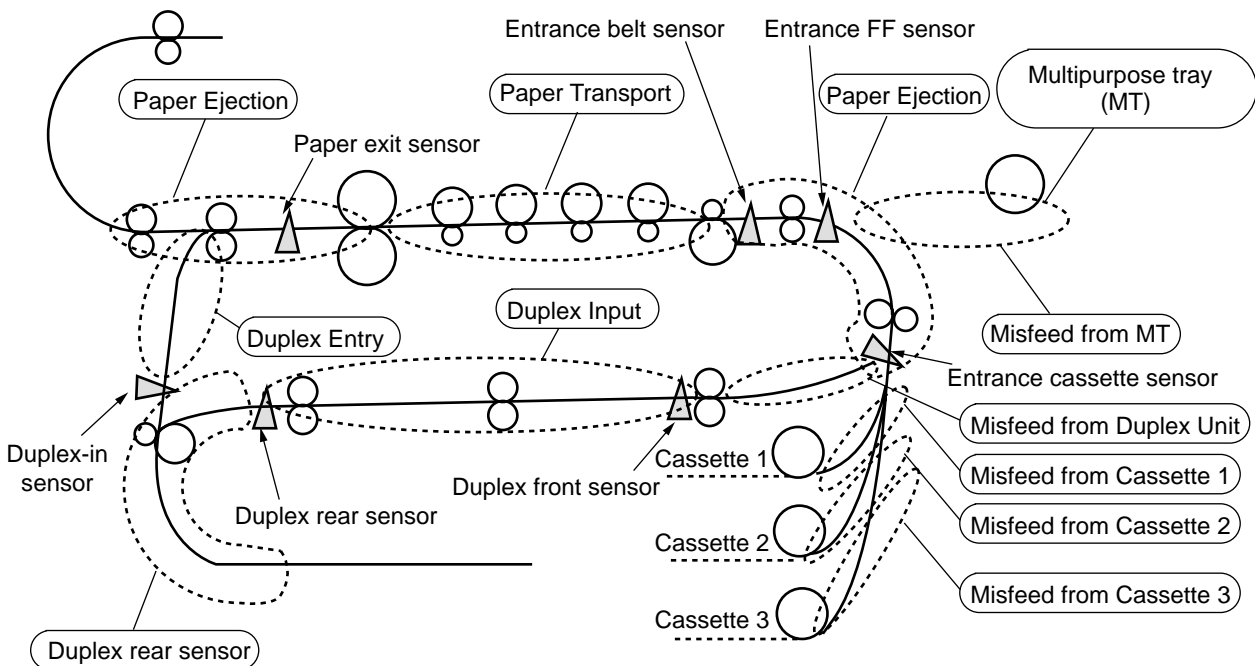 Entrance belt sensor
Entrance FF sensor
Multipurpose tray
(MT)
Paper Ejection
Paper Transport
Paper Ejection
Paper exit sensor
Duplex Input
Duplex Entry
Misfeed from MT
Entrance cassette sensor
Misfeed from Duplex Unit
Duplex-in
sensor
Cassette 1
Duplex front sensor
Misfeed from Cassette 1
Duplex rear sensor
Cassette 2
Misfeed from Cassette 2
Misfeed from Cassette 3
Cassette 3
Duplex rear sensor